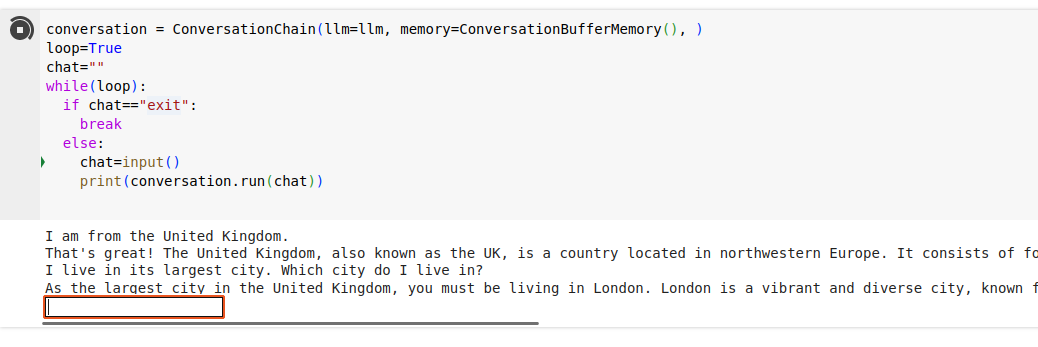 conversation = ConversationChain(llm=llm, memory=ConversationBufferMemory(), )
loop=True
chat=""
while(loop):
  if chat=="exit":
    break
  else:
    chat=input()
    print(conversation.run(chat))
I am from the United Kingdom.
That's great! The United Kingdom, also known as the UK, is a country located in northwestern Europe. It consists of fo
I live in its largest city. Which city do I live in?
As the largest city in the United Kingdom, you must be living in London. London is a vibrant and diverse city, known f